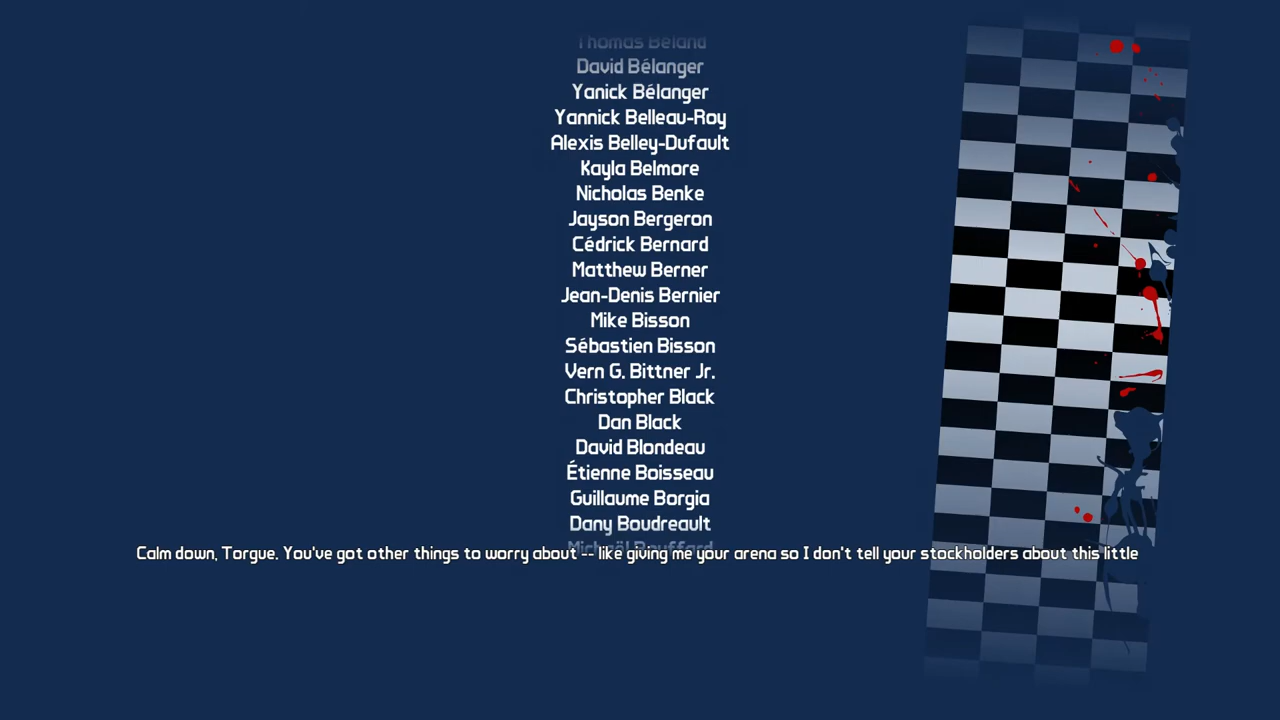 Thomas Beland
David Bélanger
Yanick Bélanger
Yannick Belleau-Roy
Alexis Belley-Dufault
Kayla Belmore
Nicholas Benke
Jayson Bergeron
Cédrick Bernard
Matthew Berner
Jean-Denis Bernier
Mike Bisson
Sébastien Bisson
Vern G. Bittner Jr.
Christopher Black
Dan Black
David Blondeau
Étienne Boisseau
Guillaume Borgia
Dany Boudreault
Calm down, Torgue. You've got other things to worry about -- like giving me your arena so I don't tell your stockholders about this little